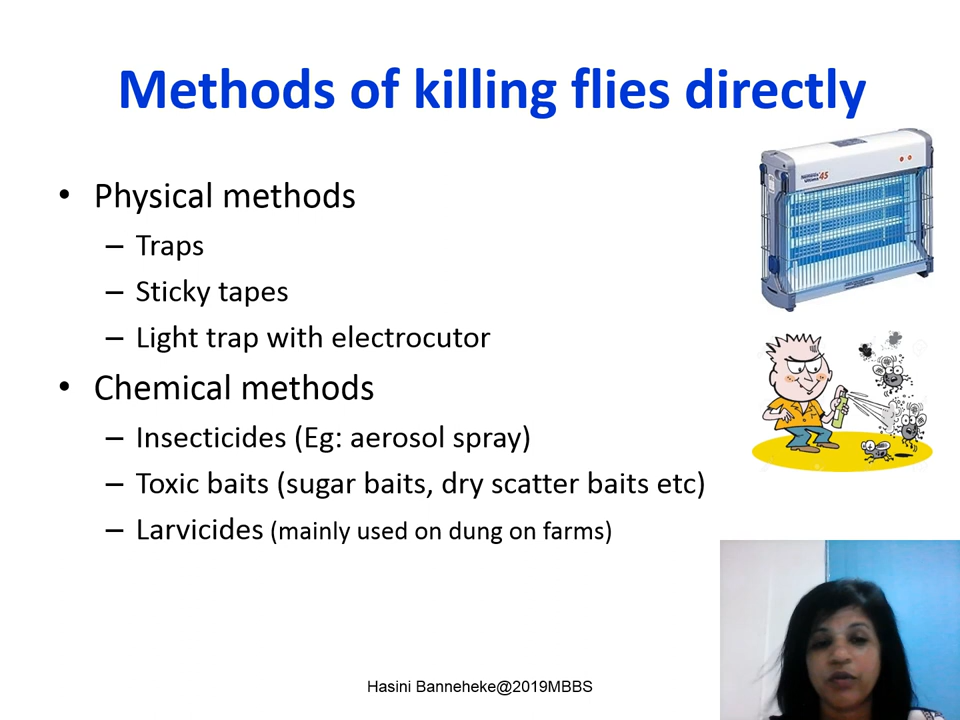 Methods of killing flies directly
• Physical methods
– Traps
– Sticky tapes
– Light trap with electrocutor
• Chemical methods
– Insecticides (Eg: aerosol spray)
– Toxic baits (sugar baits, dry scatter baits etc)
– Larvicides (mainly used on dung on farms)
45
Hasini Banneheke@2019MBBS